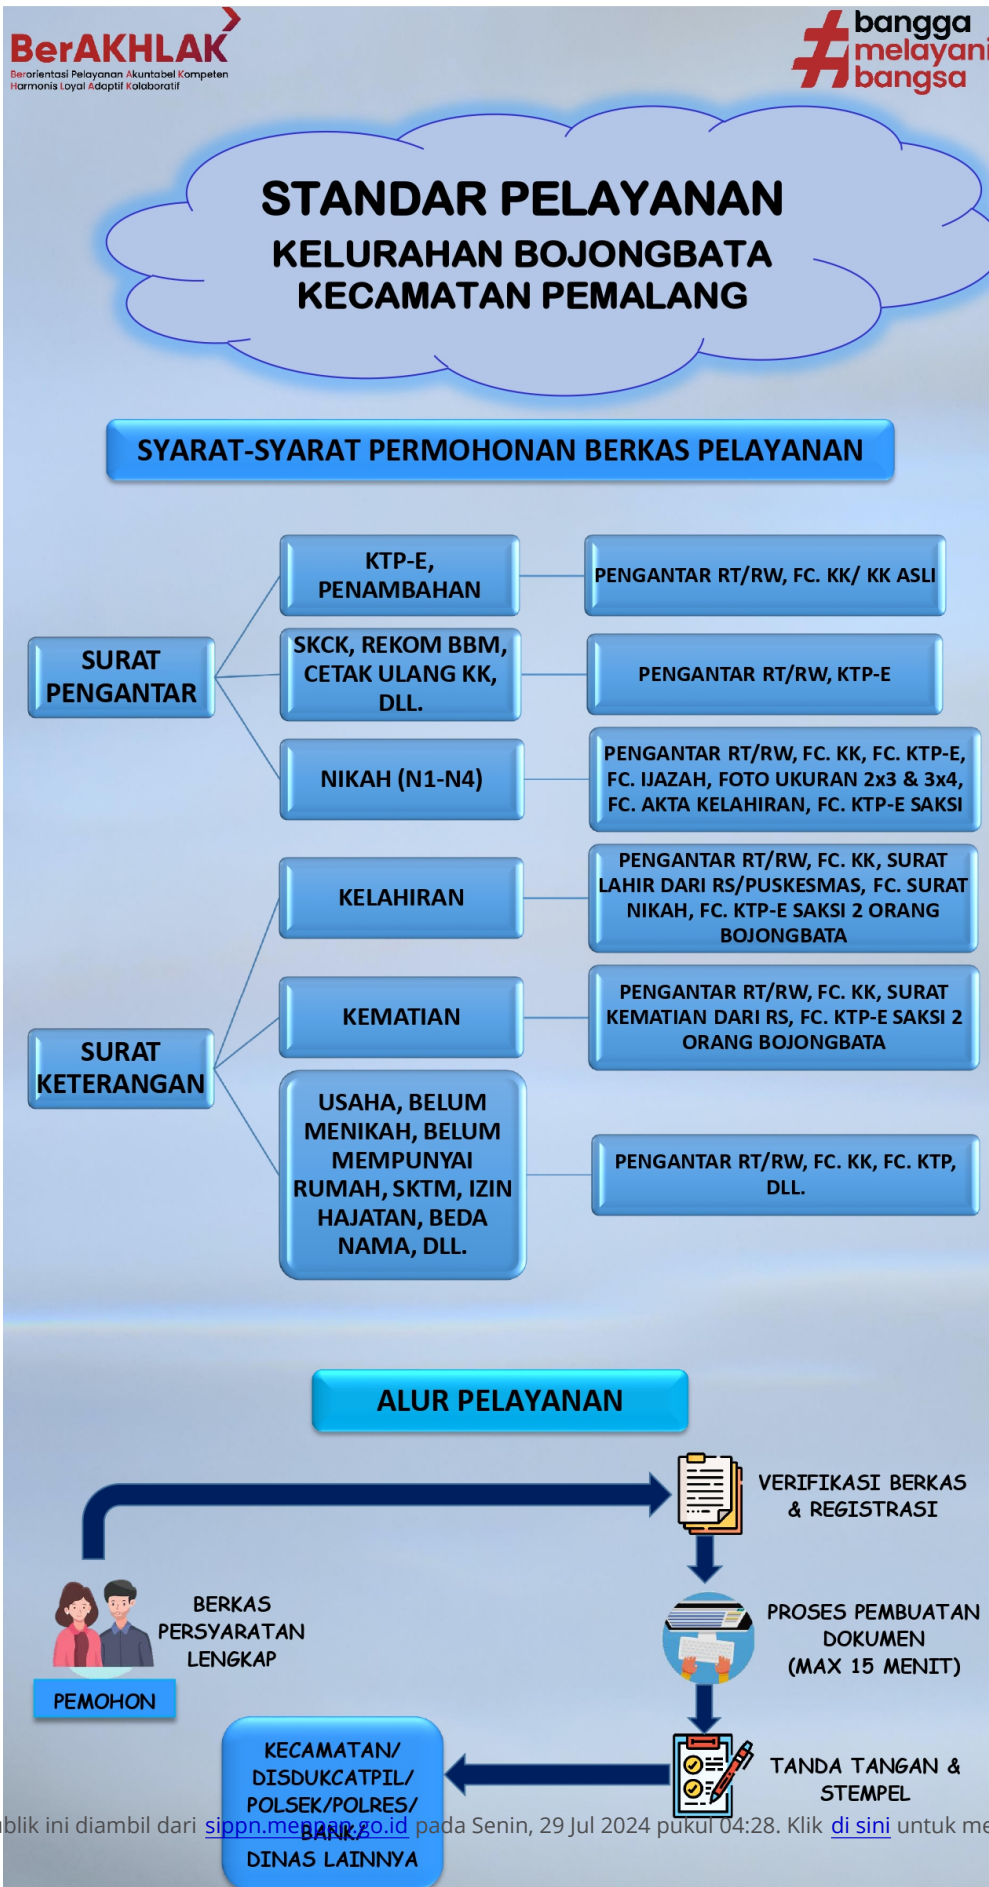 BerAKHLAK
Berorientasi Pelayanan Akuntabel Kompeten
Harmonis Loyal Adaptif Kolaboratif
#bangga
melayani
bangsa
STANDAR PELAYANAN
KELURAHAN BOJONGBATA
KECAMATAN PEMALANG
SYARAT-SYARAT PERMOHONAN BERKAS PELAYANAN
SURAT
PENGANTAR
KTP-E,
PENAMBAHAN
PENGANTAR RT/RW, FC. KK/ KK ASLI
SKCK, REKOM BBM,
CETAK ULANG KK,
DLL.
PENGANTAR RT/RW, KTP-E
NIKAH (N1-N4)
PENGANTAR RT/RW, FC. KK, FC. KTP-E,
FC. IJAZAH, FOTO UKURAN 2x3 & 3x4,
FC. AKTA KELAHIRAN, FC. KTP-E SAKSI
SURAT
KETERANGAN
KELAHIRAN
PENGANTAR RT/RW, FC. KK, SURAT
LAHIR DARI RS/PUSKESMAS, FC. SURAT
NIKAH, FC. KTP-E SAKSI 2 ORANG
BOJONGBATA
KEMATIAN
PENGANTAR RT/RW, FC. KK, SURAT
KEMATIAN DARI RS, FC. KTP-E SAKSI 2
ORANG BOJONGBATA
USAHA, BELUM
MENIKAH, BELUM
MEMPUNYAI
RUMAH, SKTM, IZIN
HAJATAN, BEDA
NAMA, DLL.
PENGANTAR RT/RW, FC. KK, FC. KTP,
DLL.
ALUR PELAYANAN
VERIFIKASI BERKAS
& REGISTRASI
BERKAS
PERSYARATAN
LENGKAP
PEMOHON
PROSES PEMBUATAN
DOKUMEN
(MAX 15 MENIT)
TANDA TANGAN &
STEMPEL
KECAMATAN/
DISDUKCATPIL/
POLSEK/POLRES/
BANK/
DINAS LAINNYA
ini diambil dari sippn.menpan.go.id pada Senin, 29 Jul 2024 pukul 04:28. Klik di sini untuk